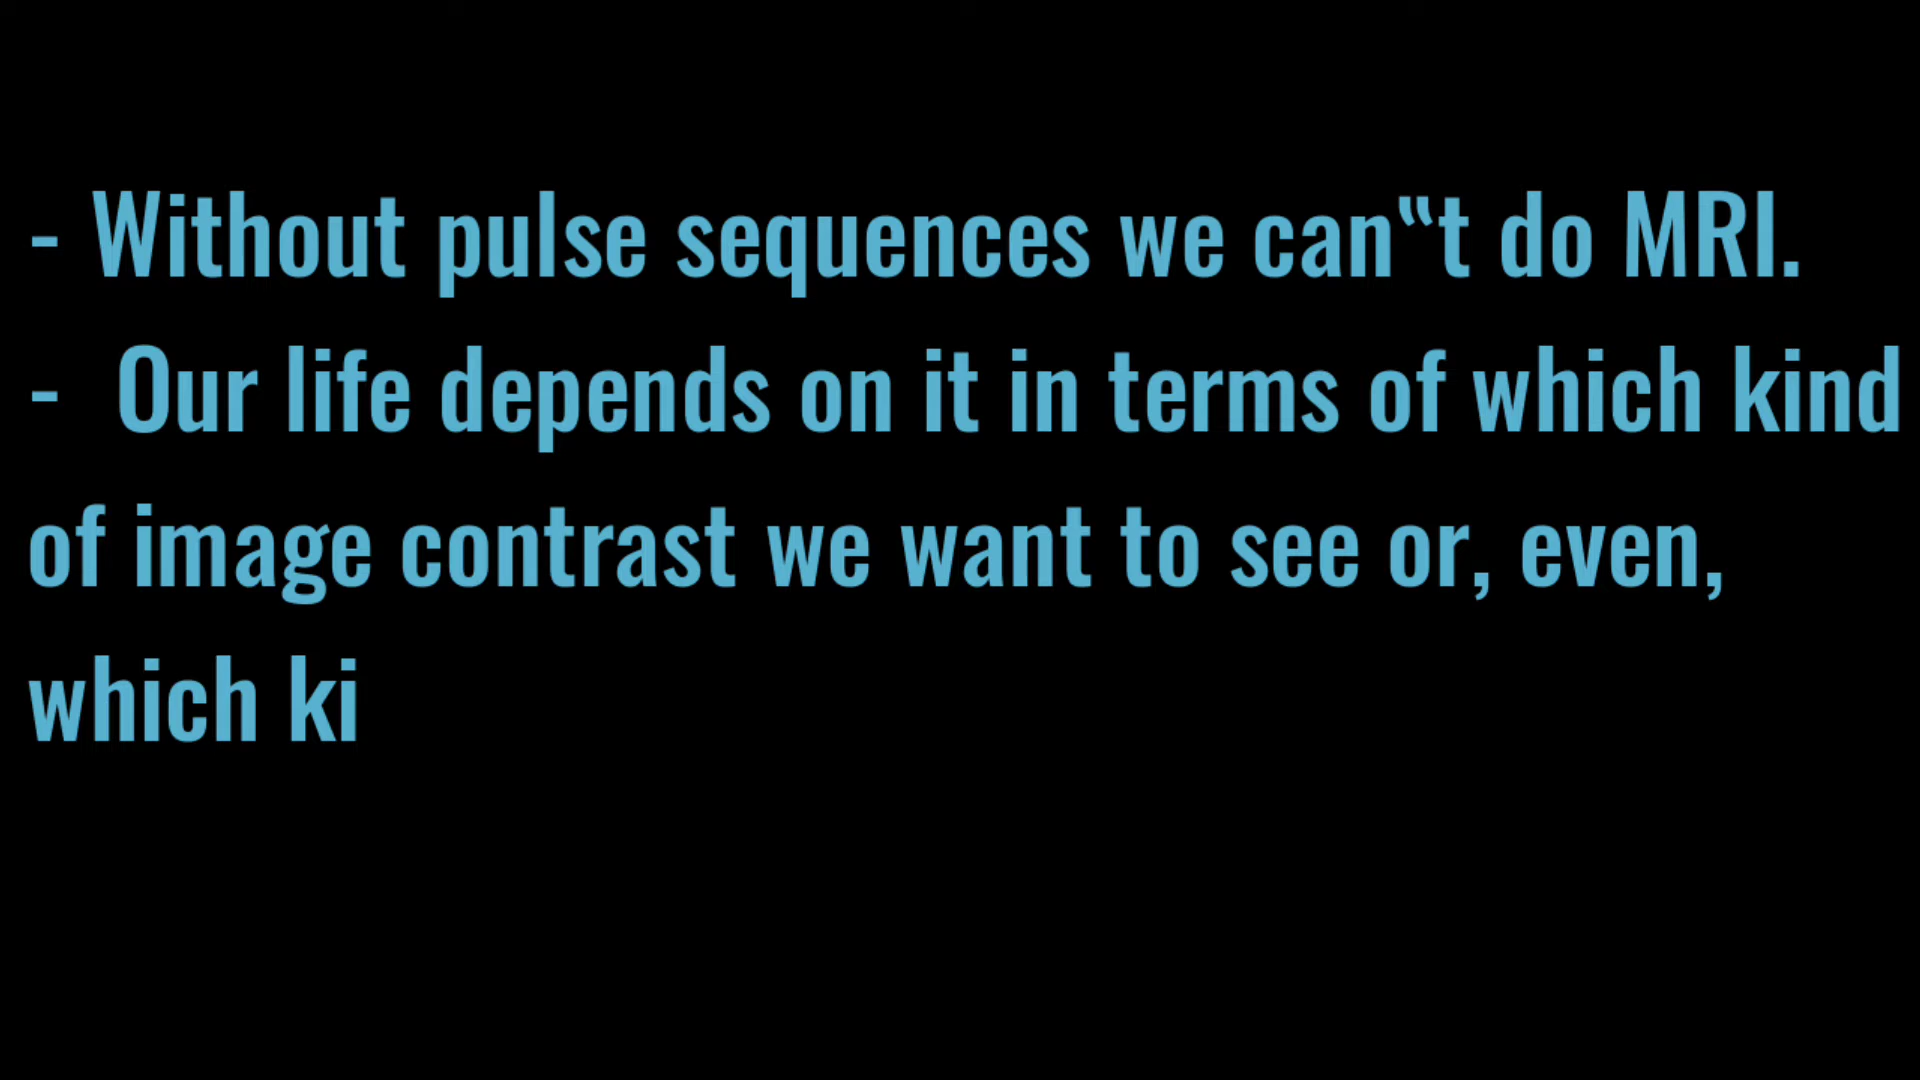 - Without pulse sequences we can‟t do MRI.
-  Our life depends on it in terms of which kind
of image contrast we want to see or, even,
which ki